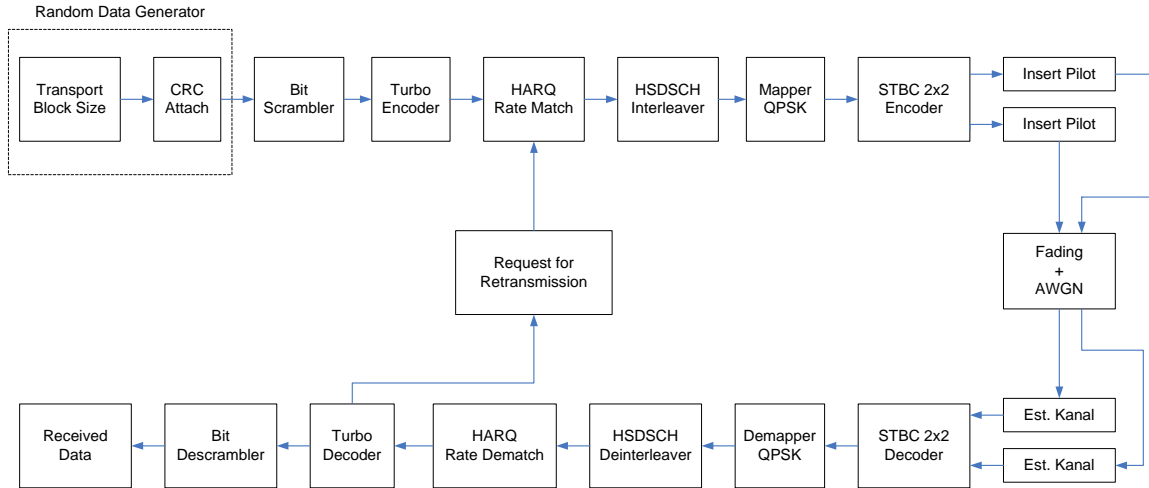 Random Data Generator
Transport
Block Size
CRC
Attach
Bit
Scrambler
Turbo
Encoder
HARQ
Rate Match
HSDSCH
Interleaver
Mapper
QPSK
STBC 2x2
Encoder
Insert Pilot
Insert Pilot
Request for
Retransmission
Fading
+
AWGN
Received
Data
Bit
Descrambler
Turbo
Decoder
HARQ
Rate Dematch
HSDSCH
Deinterleaver
Demapper
QPSK
STBC 2x2
Decoder
Est. Kanal
Est. Kanal